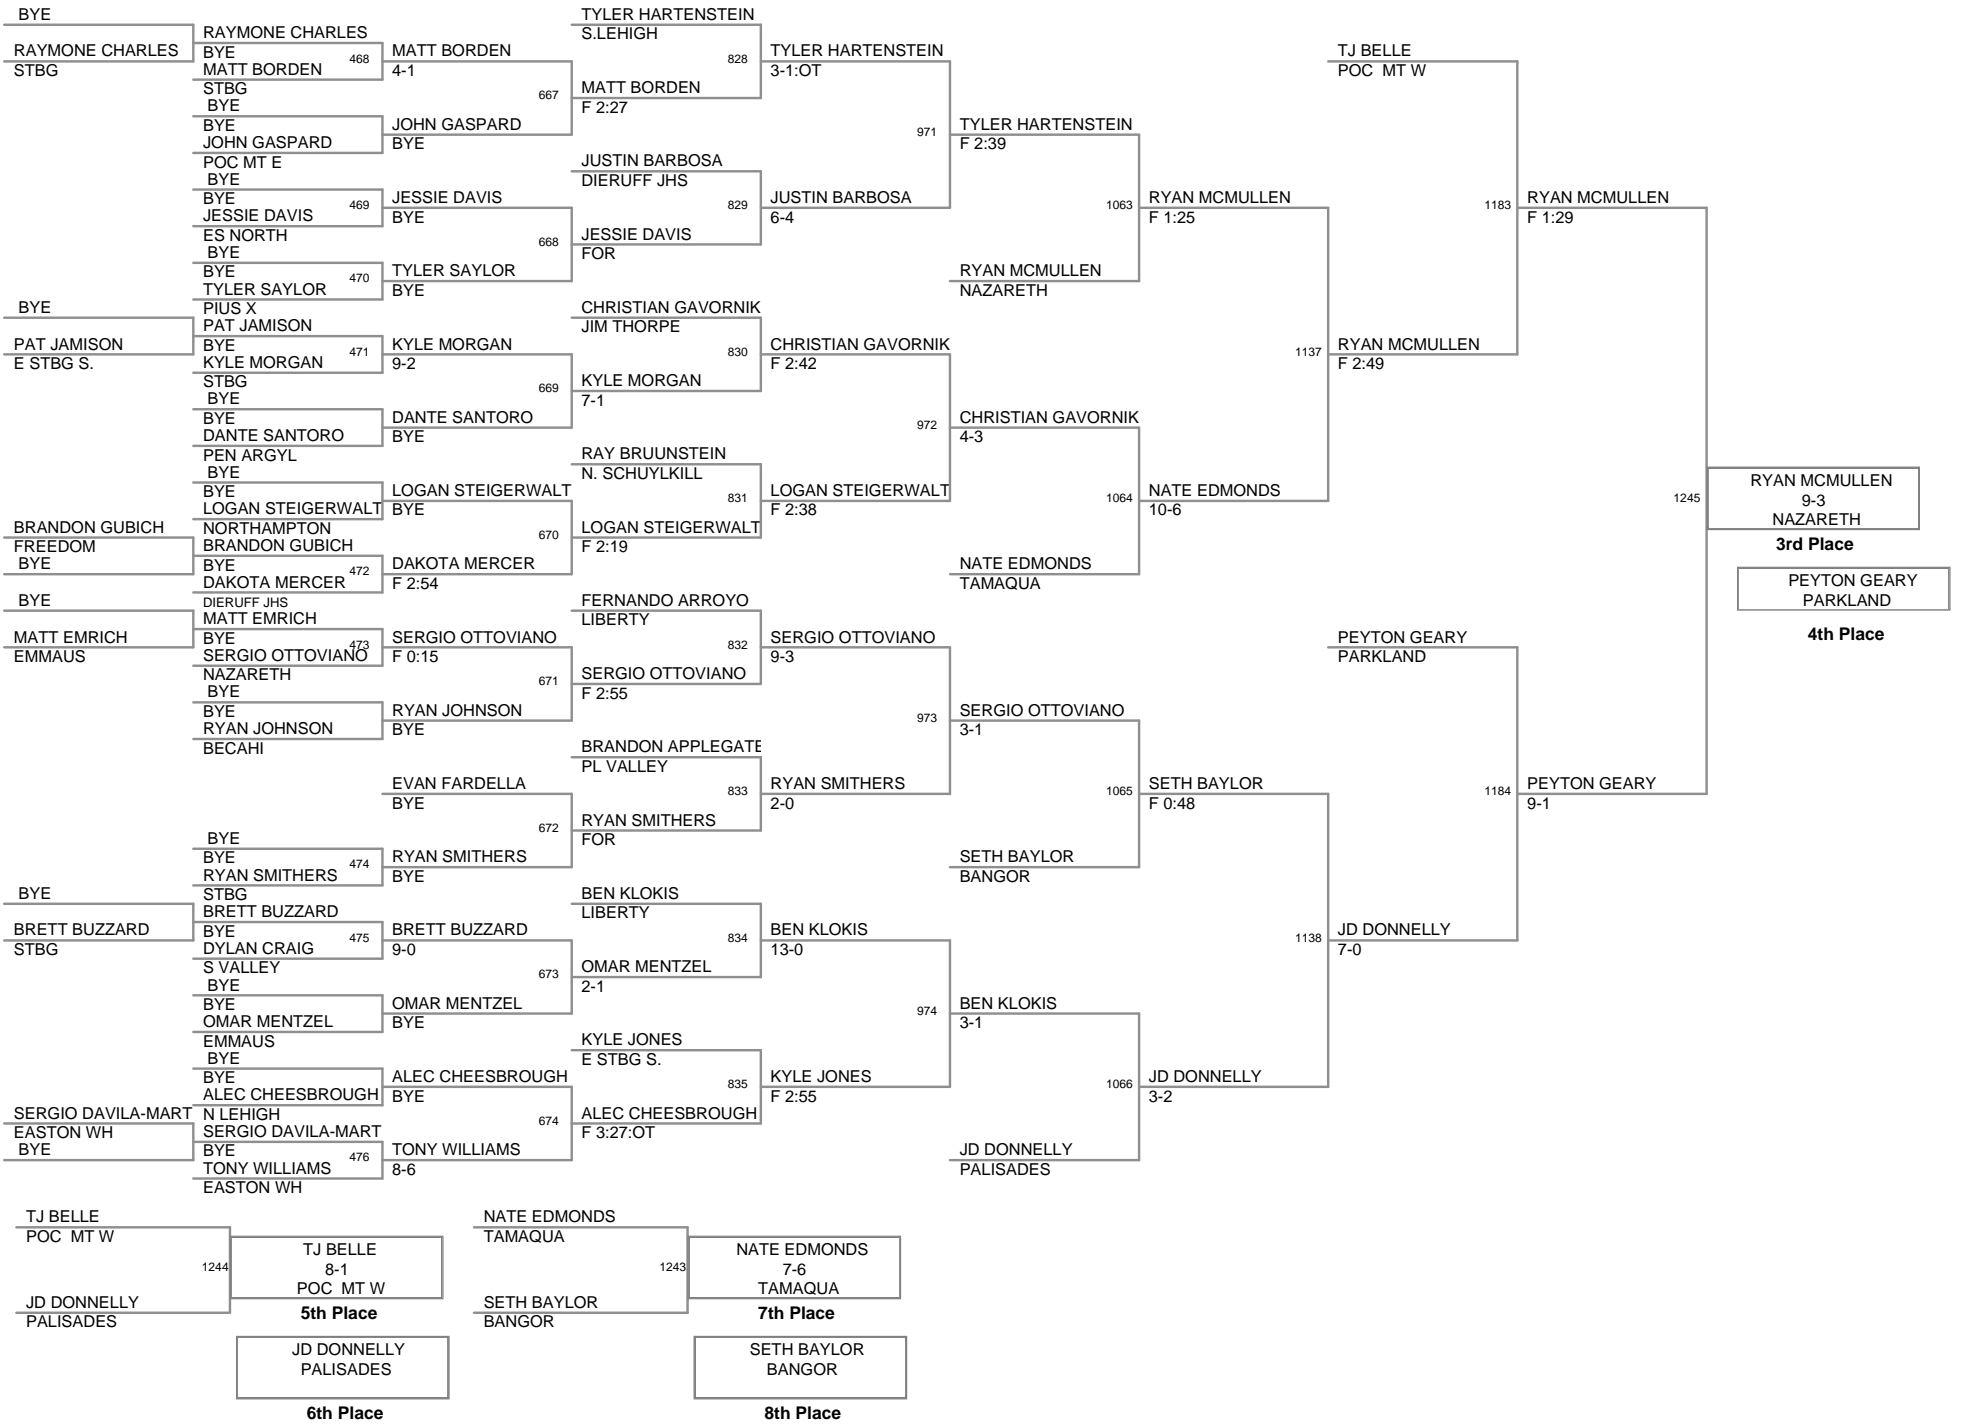 BYE
RAYMONE CHARLES
STBG
BYE
PAT JAMISON
E STBG S.
BRANDON GUBICH
FREEDOM
BYE
BYE
MATT EMRICH
EMMAUS
BYE
BRETT BUZZARD
STBG
SERGIO DAVILA-MART
EASTON WH
BYE
RAYMONE CHARLES
BYE
468
MATT BORDEN
STBG
BYE
BYE
JOHN GASPARD
POC MT E
BYE
BYE
469
JESSIE DAVIS
ES NORTH
BYE
BYE
470
TYLER SAYLOR
PIUS X
PAT JAMISON
BYE
471
KYLE MORGAN
STBG
BYE
BYE
DANTE SANTORO
PEN ARGYL
BYE
BYE
LOGAN STEIGERWALT
NORTHAMPTON
BRANDON GUBICH
BYE
472
DAKOTA MERCER
DIERUFF JHS
MATT EMRICH
BYE
473
SERGIO OTTOVIANO
NAZARETH
BYE
BYE
RYAN JOHNSON
BECAHI
BYE
BYE
474
RYAN SMITHERS
STBG
BRETT BUZZARD
BYE
475
DYLAN CRAIG
S VALLEY
BYE
BYE
OMAR MENTZEL
EMMAUS
BYE
BYE
ALEC CHEESBROUGH
N LEHIGH
SERGIO DAVILA-MART
BYE
476
TONY WILLIAMS
EASTON WH
MATT BORDEN
4-1
667
JOHN GASPARD
BYE
JESSIE DAVIS
BYE
668
TYLER SAYLOR
BYE
KYLE MORGAN
9-2
669
DANTE SANTORO
BYE
LOGAN STEIGERWALT
BYE
670
DAKOTA MERCER
F 2:54
SERGIO OTTOVIANO
F 0:15
671
RYAN JOHNSON
BYE
EVAN FARDELLA
BYE
672
RYAN SMITHERS
BYE
BRETT BUZZARD
9-0
673
OMAR MENTZEL
BYE
ALEC CHEESBROUGH
BYE
674
TONY WILLIAMS
8-6
TYLER HARTENSTEIN
S.LEHIGH
828
MATT BORDEN
F 2:27
JUSTIN BARBOSA
DIERUFF JHS
829
JESSIE DAVIS
FOR
CHRISTIAN GAVORNIK
JIM THORPE
830
KYLE MORGAN
7-1
RAY BRUUNSTEIN
N. SCHUYLKILL
831
LOGAN STEIGERWALT
F 2:19
FERNANDO ARROYO
LIBERTY
832
SERGIO OTTOVIANO
F 2:55
BRANDON APPLEGATE
PL VALLEY
833
RYAN SMITHERS
FOR
BEN KLOKIS
LIBERTY
834
OMAR MENTZEL
2-1
KYLE JONES
E STBG S.
835
ALEC CHEESBROUGH
F 3:27:OT
TYLER HARTENSTEIN
3-1:OT
971
JUSTIN BARBOSA
6-4
CHRISTIAN GAVORNIK
F 2:42
972
LOGAN STEIGERWALT
F 2:38
SERGIO OTTOVIANO
9-3
973
RYAN SMITHERS
2-0
BEN KLOKIS
13-0
974
KYLE JONES
F 2:55
TYLER HARTENSTEIN
F 2:39
1063
RYAN MCMULLEN
NAZARETH
CHRISTIAN GAVORNIK
4-3
1064
NATE EDMONDS
TAMAQUA
SERGIO OTTOVIANO
3-1
1065
SETH BAYLOR
BANGOR
BEN KLOKIS
3-1
1066
JD DONNELLY
PALISADES
RYAN MCMULLEN
F 1:25
1137
NATE EDMONDS
10-6
SETH BAYLOR
F 0:48
1138
JD DONNELLY
3-2
TJ BELLE
POC MT W
1183
RYAN MCMULLEN
F 2:49
PEYTON GEARY
PARKLAND
1184
JD DONNELLY
7-0
RYAN MCMULLEN
F 1:29
1245
PEYTON GEARY
9-1
RYAN MCMULLEN
9-3
NAZARETH
3rd Place
PEYTON GEARY
PARKLAND
4th Place
TJ BELLE
POC MT W
1244
JD DONNELLY
PALISADES
TJ BELLE
8-1
POC MT W
5th Place
JD DONNELLY
PALISADES
6th Place
NATE EDMONDS
TAMAQUA
1243
SETH BAYLOR
BANGOR
NATE EDMONDS
7-6
TAMAQUA
7th Place
SETH BAYLOR
BANGOR
8th Place